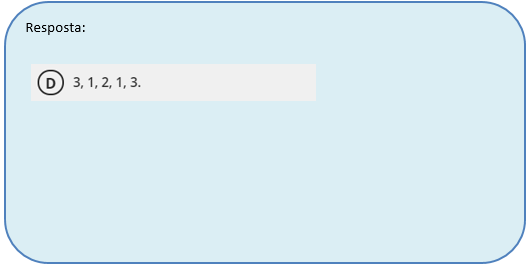 Resposta:
D 3, 1, 2, 1, 3.